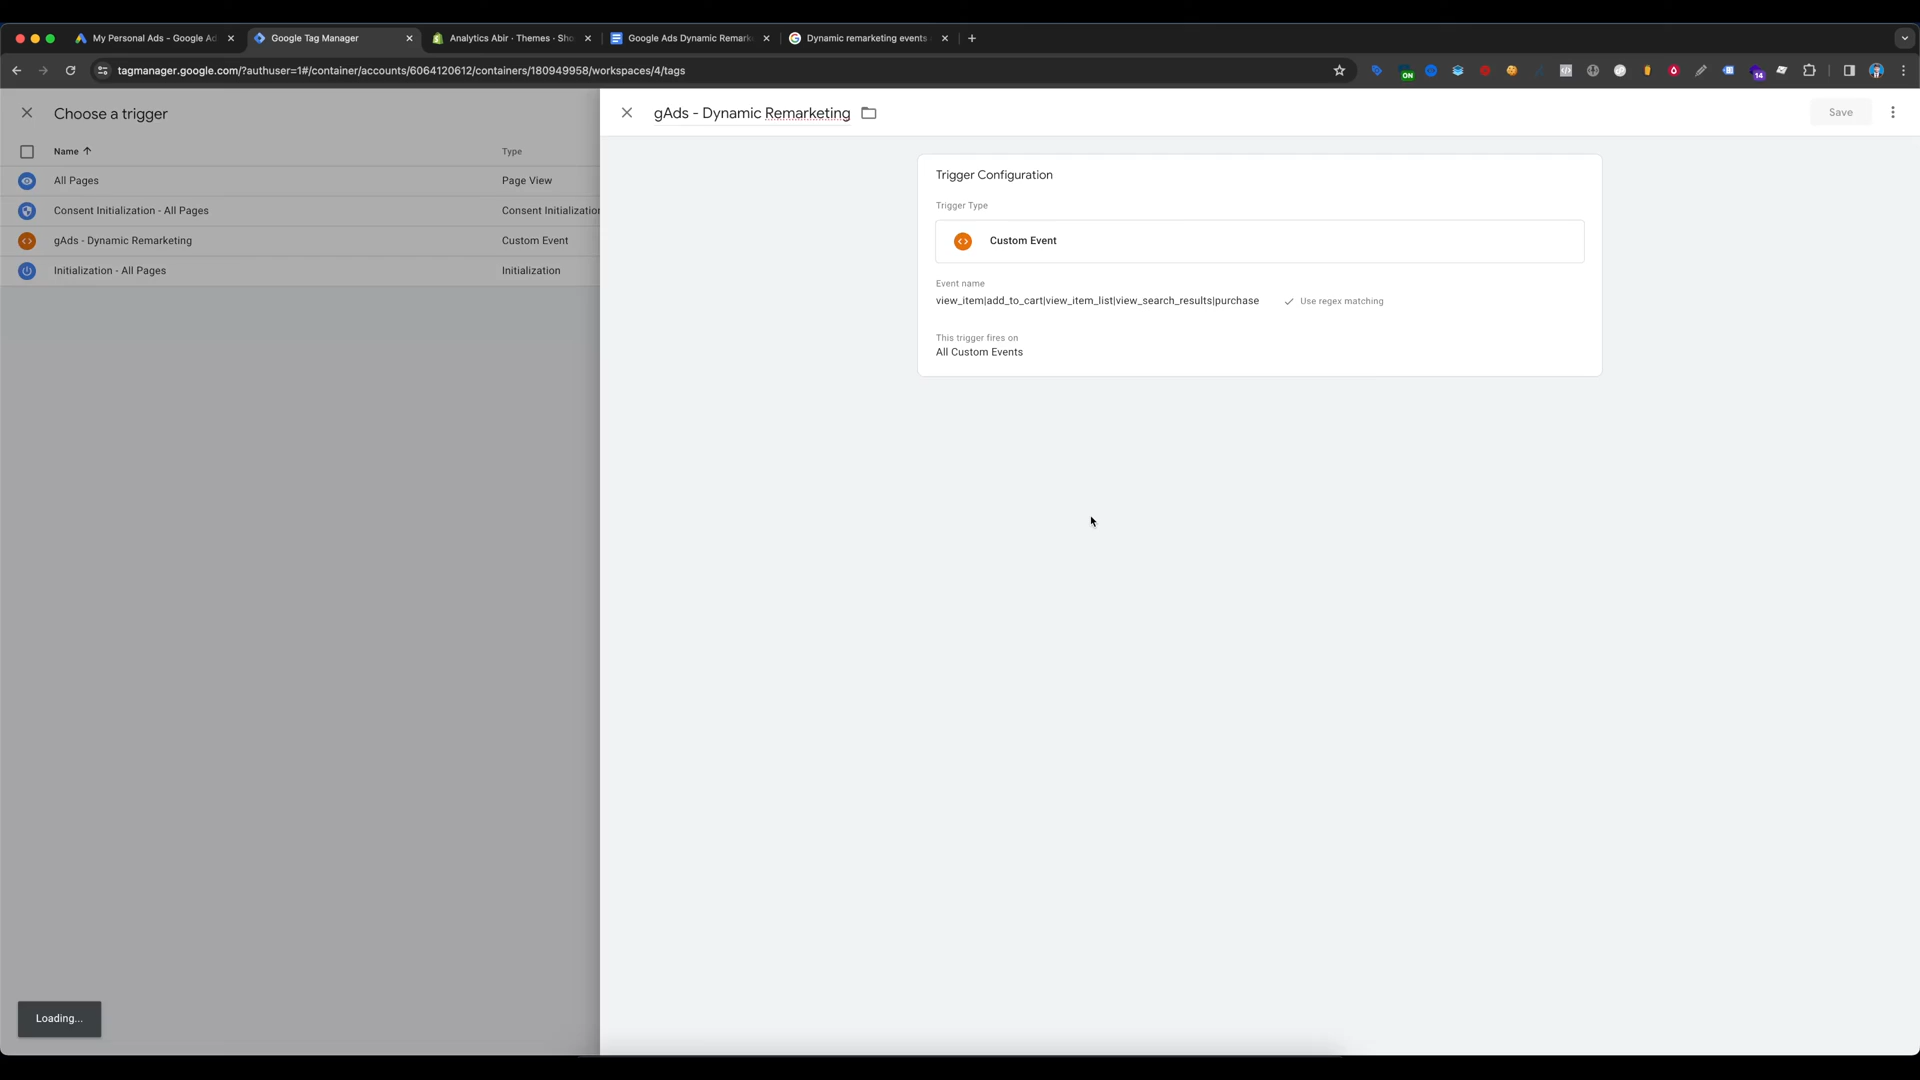 My Personal Ads - Google Ad
Google Tag Manager
Analytics Abir · Themes · Sho
Google Ads Dynamic Remark
Dynamic remarketing events
tagmanager.google.com/?authuser=1#/container/accounts/6064120612/containers/180949958/workspaces/4/tags
ON
14
Choose a trigger
gAds - Dynamic Remarketing
Save
Name
Type
All Pages
Page View
Consent Initialization - All Pages
Consent Initialization
gAds - Dynamic Remarketing
Custom Event
Initialization - All Pages
Initialization
Trigger Configuration
Trigger Type
Custom Event
Event name
view_item|add_to_cart|view_item_list|view_search_results|purchase
Use regex matching
This trigger fires on
All Custom Events
Loading...